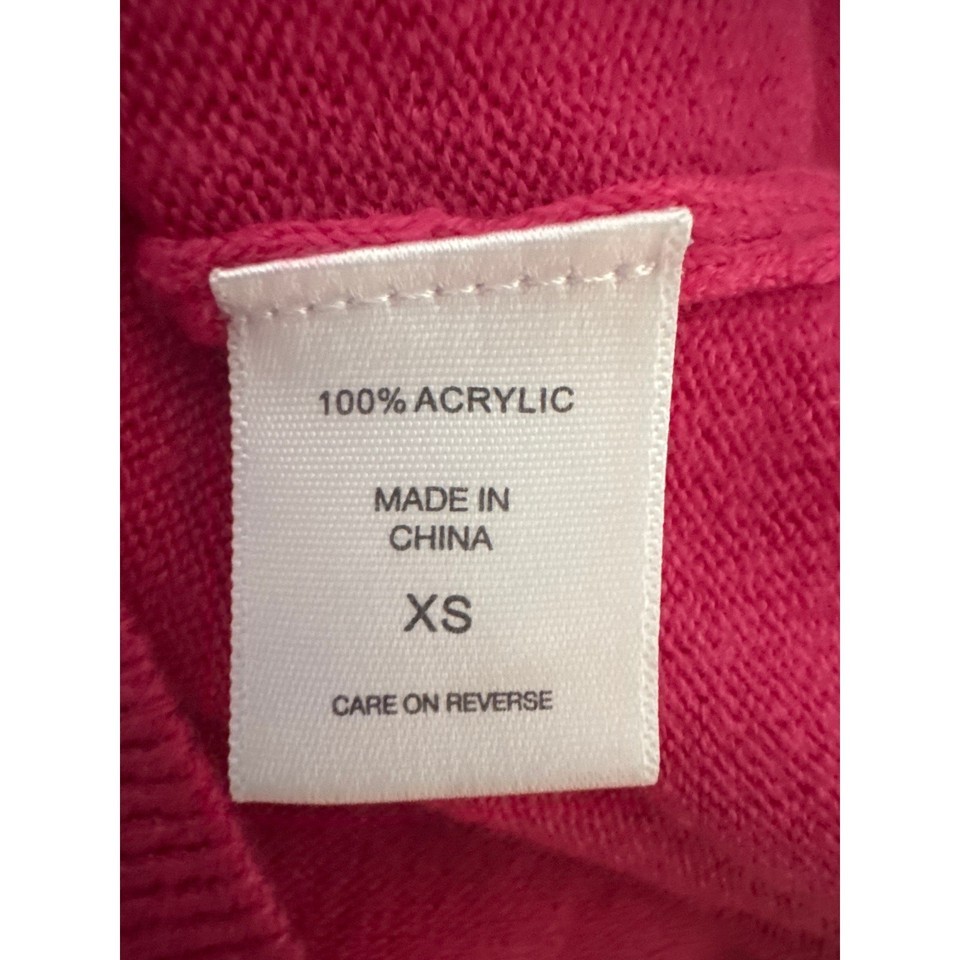 100% ACRYLIC
MADE IN
CHINA
XS
CARE ON REVERSE